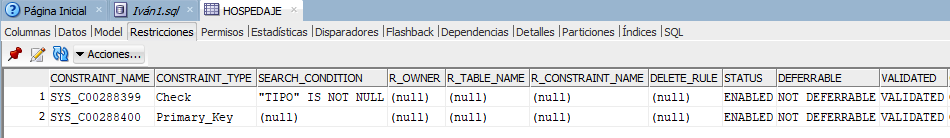 Página Inicial Iván1.sql HOSPEDAJE
Columnas Datos Model Restricciones Permisos Estadísticas Disparadores Flashback Dependencias Detalles Particiones Índices SQL
Acciones...
CONSTRAINT_NAME CONSTRAINT_TYPE SEARCH_CONDITION R_OWNER R_TABLE_NAME R_CONSTRAINT_NAME DELETE_RULE STATUS DEFERRABLE VALIDATED
1 SYS_C00288399 Check "TIPO" IS NOT NULL (null) (null) (null) (null) ENABLED NOT DEFERRABLE VALIDATED
2 SYS_C00288400 Primary_Key (null) (null) (null) (null) (null) ENABLED NOT DEFERRABLE VALIDATED